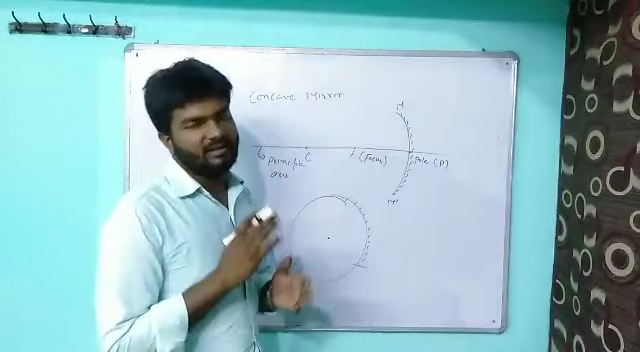 Concave Mirror
M
C
F (Focus)
Pole (P)
Principle
axis
M'